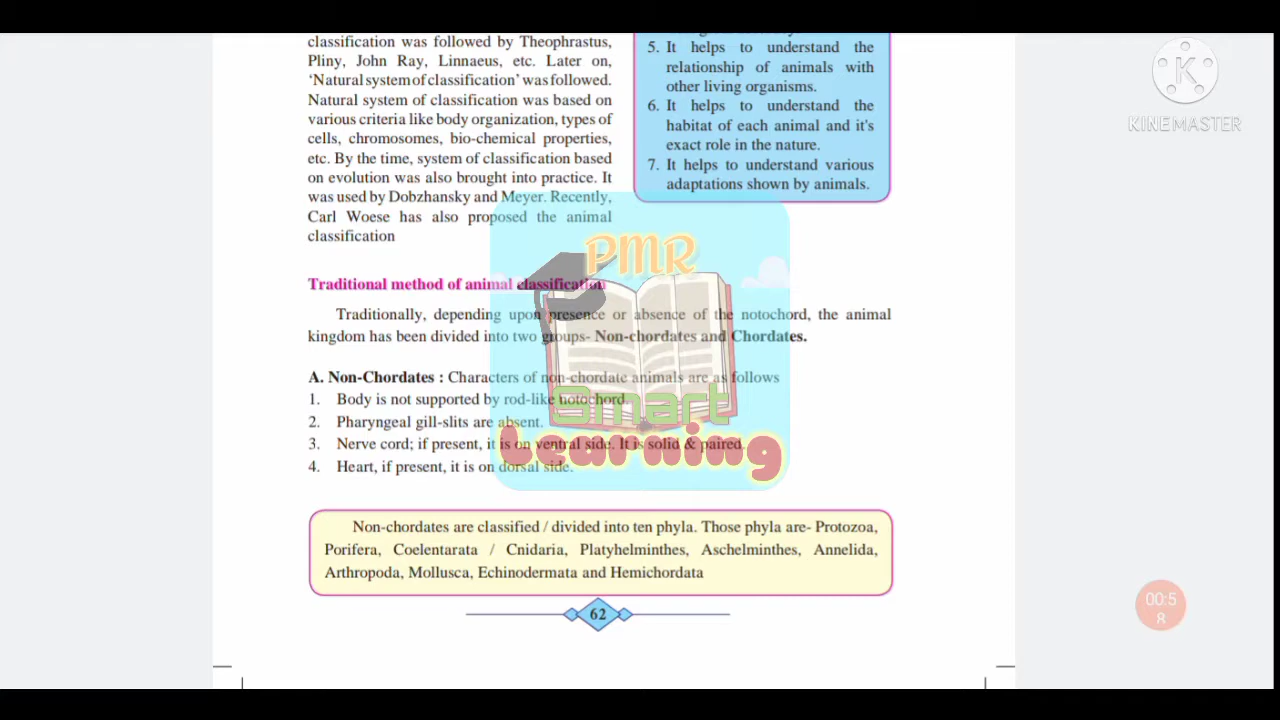 classification was followed by Theophrastus,
Pliny, John Ray, Linnaeus, etc. Later on,
‘Natural system of classification’ was followed.
Natural system of classification was based on
various criteria like body organization, types of
cells, chromosomes, bio-chemical properties,
etc. By the time, system of classification based
on evolution was also brought into practice. It
was used by Dobzhansky and Meyer. Recently,
Carl Woese has also proposed the animal
classification
5. It helps to understand the
relationship of animals with
other living organisms.
6. It helps to understand the
habitat of each animal and it's
exact role in the nature.
7. It helps to understand various
adaptations shown by animals.
KINEMASTER
PMR
Smart
Learning
Traditional method of animal classification
Traditionally, depending upon presence or absence of the notochord, the animal
kingdom has been divided into two groups- Non-chordates and Chordates.
A. Non-Chordates : Characters of non-chordate animals are as follows
1. Body is not supported by rod-like notochord.
2. Pharyngeal gill-slits are absent.
3. Nerve cord; if present, it is on ventral side. It is solid & paired.
4. Heart, if present, it is on dorsal side.
Non-chordates are classified / divided into ten phyla. Those phyla are- Protozoa,
Porifera, Coelentarata / Cnidaria, Platyhelminthes, Aschelminthes, Annelida,
Arthropoda, Mollusca, Echinodermata and Hemichordata
62
00:5
8